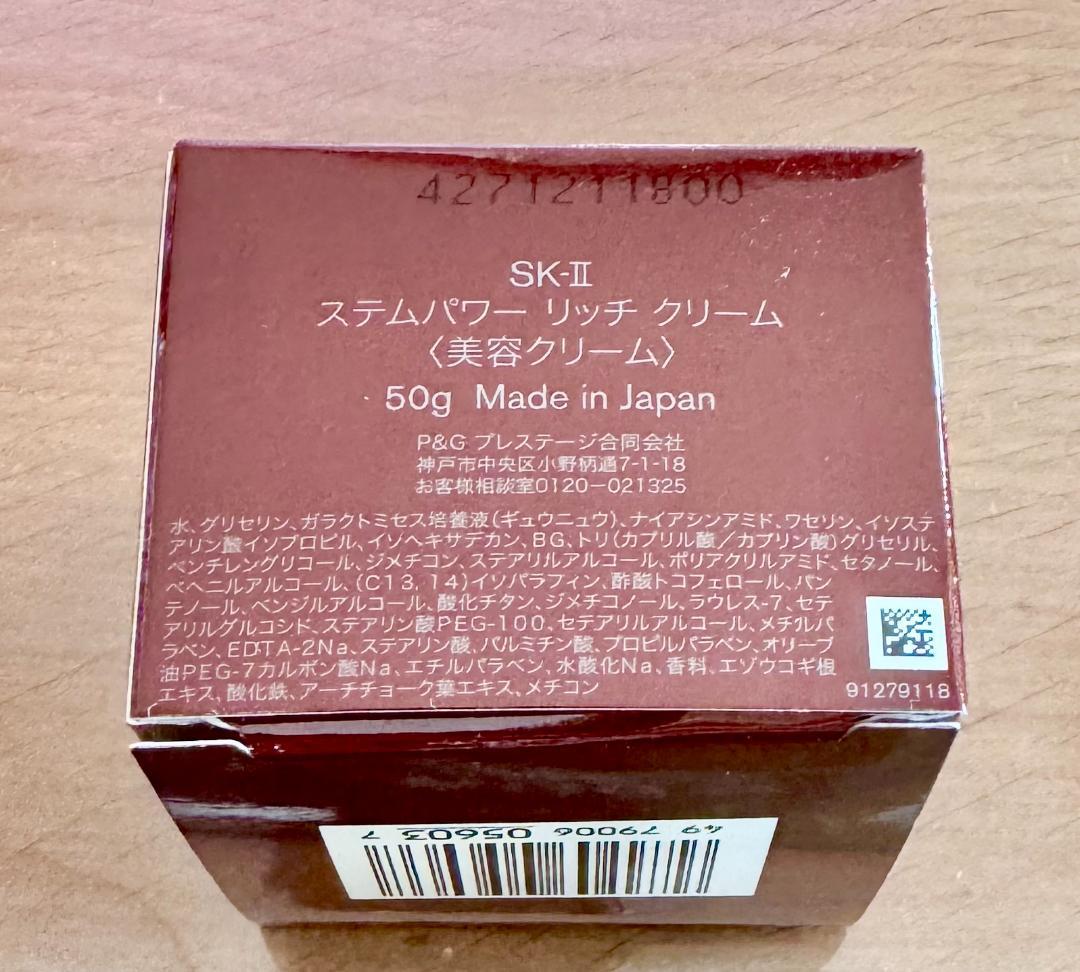 4271211800
SK-II
ステムパワー リッチ クリーム
〈美容クリーム〉
50g Made in Japan
P&G プレステージ合同会社
神戸市中央区小野柄通7-1-18
お客様相談室0120-021325
水、グリセリン、ガラクトミセス培養液(ギュウニュウ)、ナイアシンアミド、ワセリン、イソステ
アリン酸イソプロピル、イソヘキサデカン、BG、トリ(カプリル酸/カプリン酸)グリセリル、
ペンチレングリコール、ジメチコン、ステアリルアルコール、ポリアクリルアミド、セタノール、
ベヘニルアルコール、(C13, 14)イソパラフィン、酢酸トコフェロール、パン
テノール、ベンジルアルコール、酸化チタン、ジメチコノール、ラウレス-7、セテ
アリルグルコシド、ステアリン酸PEG-100、セテアリルアルコール、メチルパ
ラベン、EDTA-2Na、ステアリン酸、パルミチン酸、プロピルパラベン、オリーブ
油PEG-7カルボン酸Na、エチルパラベン、水酸化Na、香料、エゾウコギ根
エキス、酸化鉄、アーチチョーク葉エキス、メチコン
91279118
49 79006 05603 7